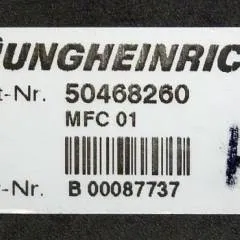 JUNGHEINRIC
t-Nr. 50468260
MFC 01
r-Nr. B 00087737